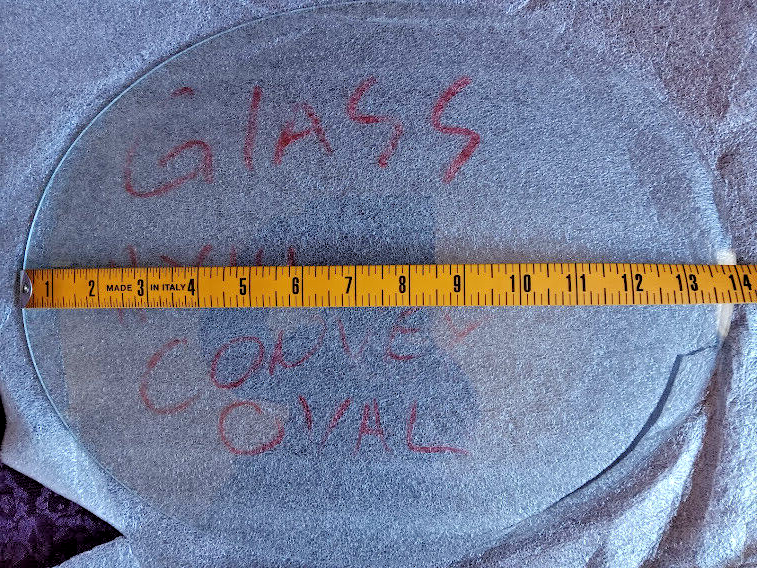 GlASS
1 2 MADE 3 IN ITALY 4 5 6 7 8 9 10 11 12 13 14
CONVEX
OVAL